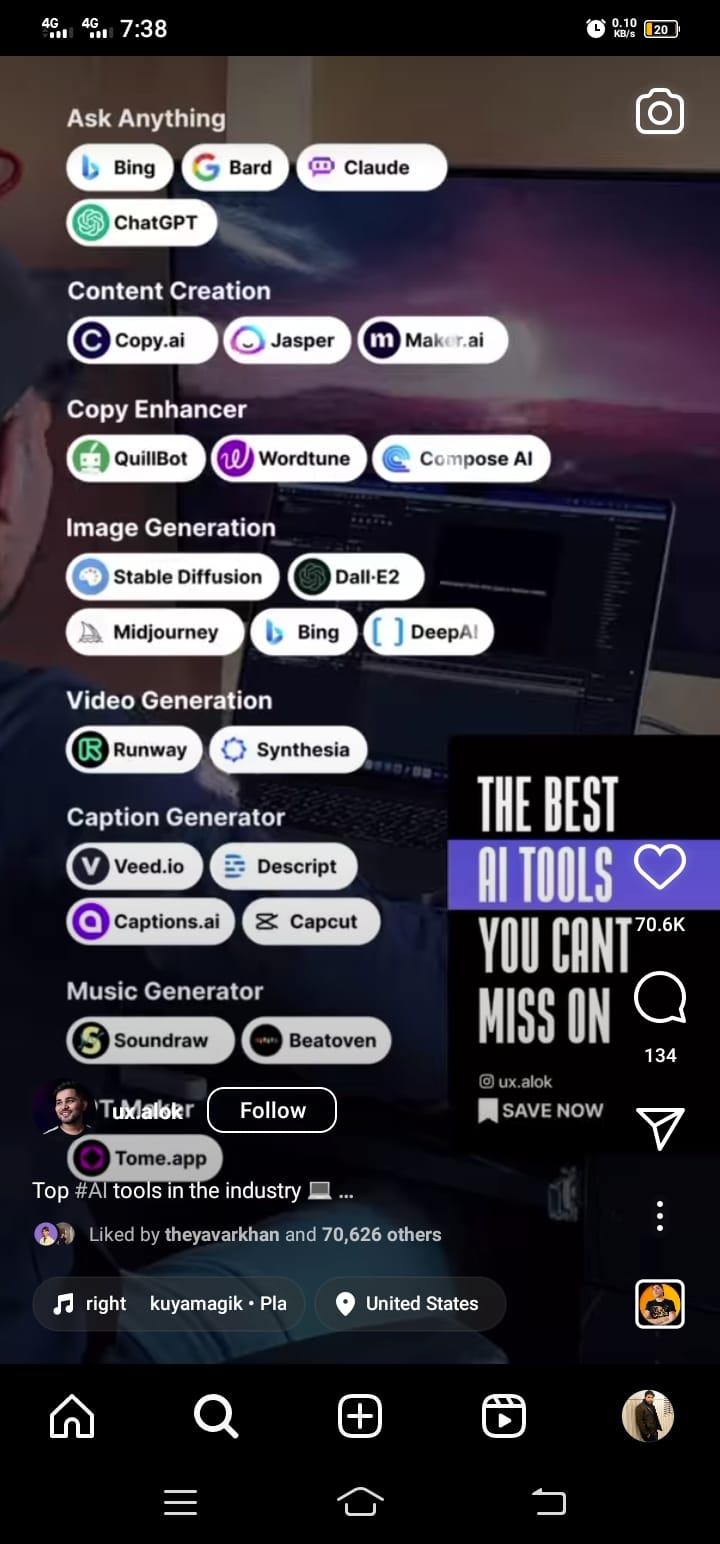 4G 4G 7:38 0.10 KB/s 20
Ask Anything
Bing Bard Claude
ChatGPT
Content Creation
Copy.ai Jasper Maker.ai
Copy Enhancer
QuillBot Wordtune Compose AI
Image Generation
Stable Diffusion Dall·E2
Midjourney Bing DeepAI
Video Generation
Runway Synthesia
Caption Generator
Veed.io Descript
Captions.ai Capcut
Music Generator
Soundraw Beatoven
THE BEST
AI TOOLS
YOU CANT
MISS ON
ux.alok
SAVE NOW
70.6K
134
ux.alok Follow
Tome.app
Top #AI tools in the industry 💻 ...
Liked by theyavarkhan and 70,626 others
right kuyamagik • Pla United States